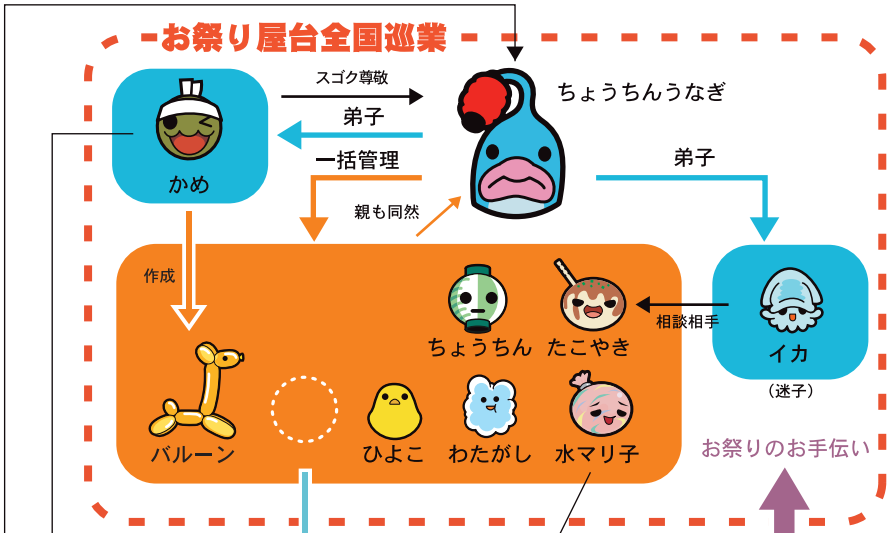 お祭り屋台全国巡業
スゴク尊敬
ちょうちんうなぎ
弟子
かめ
一括管理
弟子
親も同然
作成
ちょうちん
たこやき
相談相手
イカ
(迷子)
バルーン
ひよこ
わたがし
水マリ子
お祭りのお手伝い